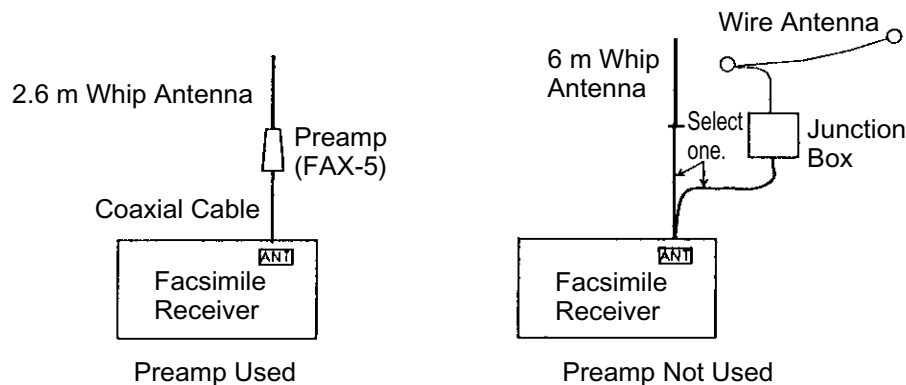 2.6 m Whip Antenna
Preamp
(FAX-5)
Coaxial Cable
ANT
Facsimile
Receiver
Preamp Used
Wire Antenna
6 m Whip
Antenna
Select
one.
Junction
Box
ANT
Facsimile
Receiver
Preamp Not Used